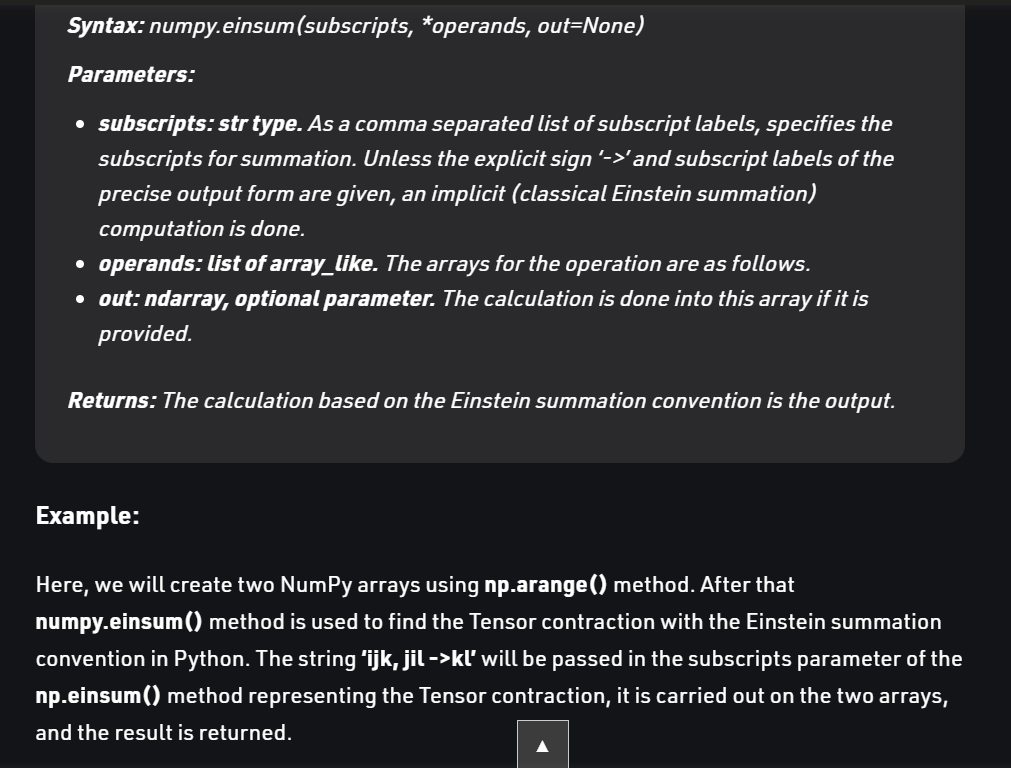 Syntax: numpy.einsum(subscripts, *operands, out=None)
Parameters:
• subscripts: str type. As a comma separated list of subscript labels, specifies the
subscripts for summation. Unless the explicit sign '->' and subscript labels of the
precise output form are given, an implicit (classical Einstein summation)
computation is done.
• operands: list of array_like. The arrays for the operation are as follows.
• out: ndarray, optional parameter. The calculation is done into this array if it is
provided.
Returns: The calculation based on the Einstein summation convention is the output.
Example:
Here, we will create two NumPy arrays using np.arange() method. After that
numpy.einsum() method is used to find the Tensor contraction with the Einstein summation
convention in Python. The string 'ijk, jil ->kl' will be passed in the subscripts parameter of the
np.einsum() method representing the Tensor contraction, it is carried out on the two arrays,
and the result is returned.